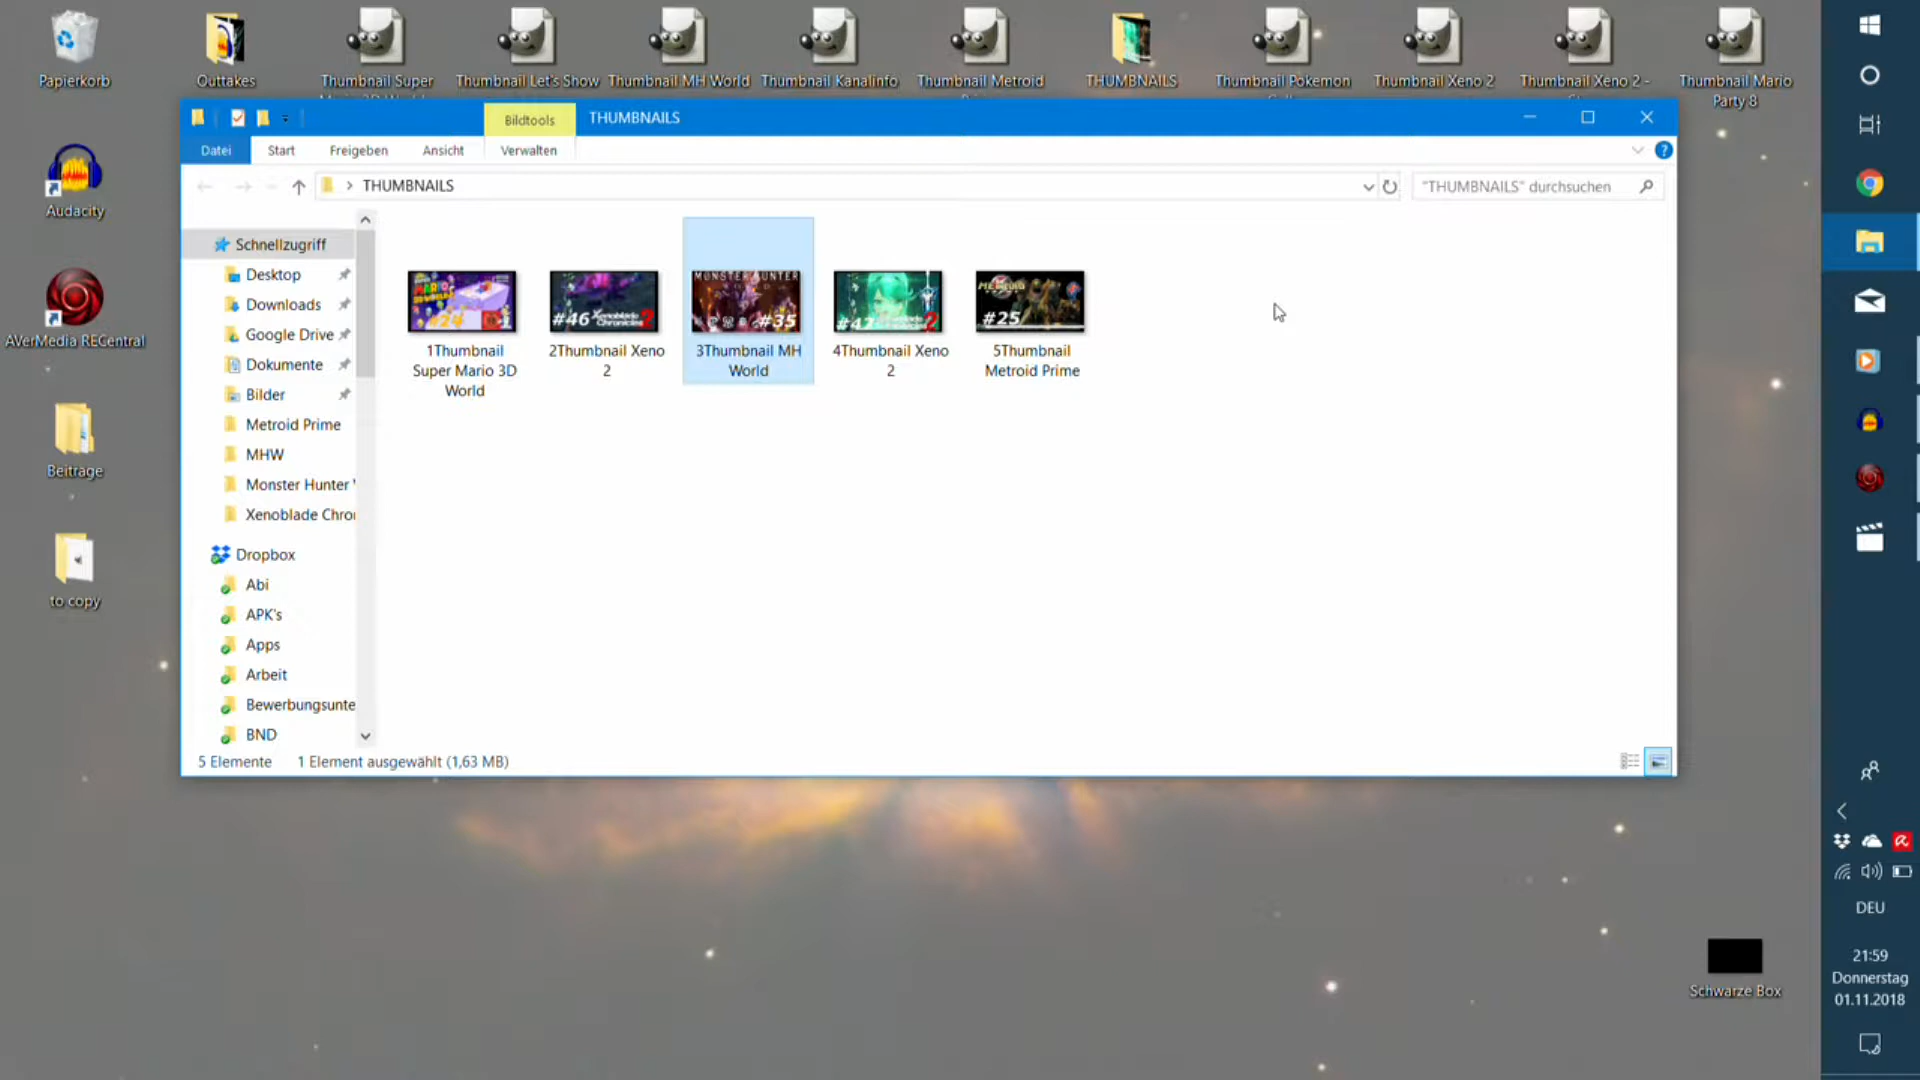 Papierkorb
Outtakes
Thumbnail Super
Thumbnail Let's Show
Thumbnail MH World
Thumbnail Kanalinfo
Thumbnail Metroid
THUMBNAILS
Thumbnail Pokemon
Thumbnail Xeno 2
Thumbnail Xeno 2 -
Thumbnail Mario
Party 8
Bildtools
THUMBNAILS
Datei
Start
Freigeben
Ansicht
Verwalten
THUMBNAILS
"THUMBNAILS" durchsuchen
Audacity
AVerMedia RECentral
Beiträge
to copy
Schnellzugriff
Desktop
Downloads
Google Drive
Dokumente
Bilder
Metroid Prime
MHW
Monster Hunter
Xenoblade Chro
Dropbox
Abi
APK's
Apps
Arbeit
Bewerbungsunte
BND
#24
#46 Xenoblade
Chronicles 2
MONSTER HUNTER
#35
#47
2
METROID
#25
1Thumbnail
Super Mario 3D
World
2Thumbnail Xeno
2
3Thumbnail MH
World
4Thumbnail Xeno
2
5Thumbnail
Metroid Prime
5 Elemente
1 Element ausgewählt (1,63 MB)
Schwarze Box
DEU
21:59
Donnerstag
01.11.2018